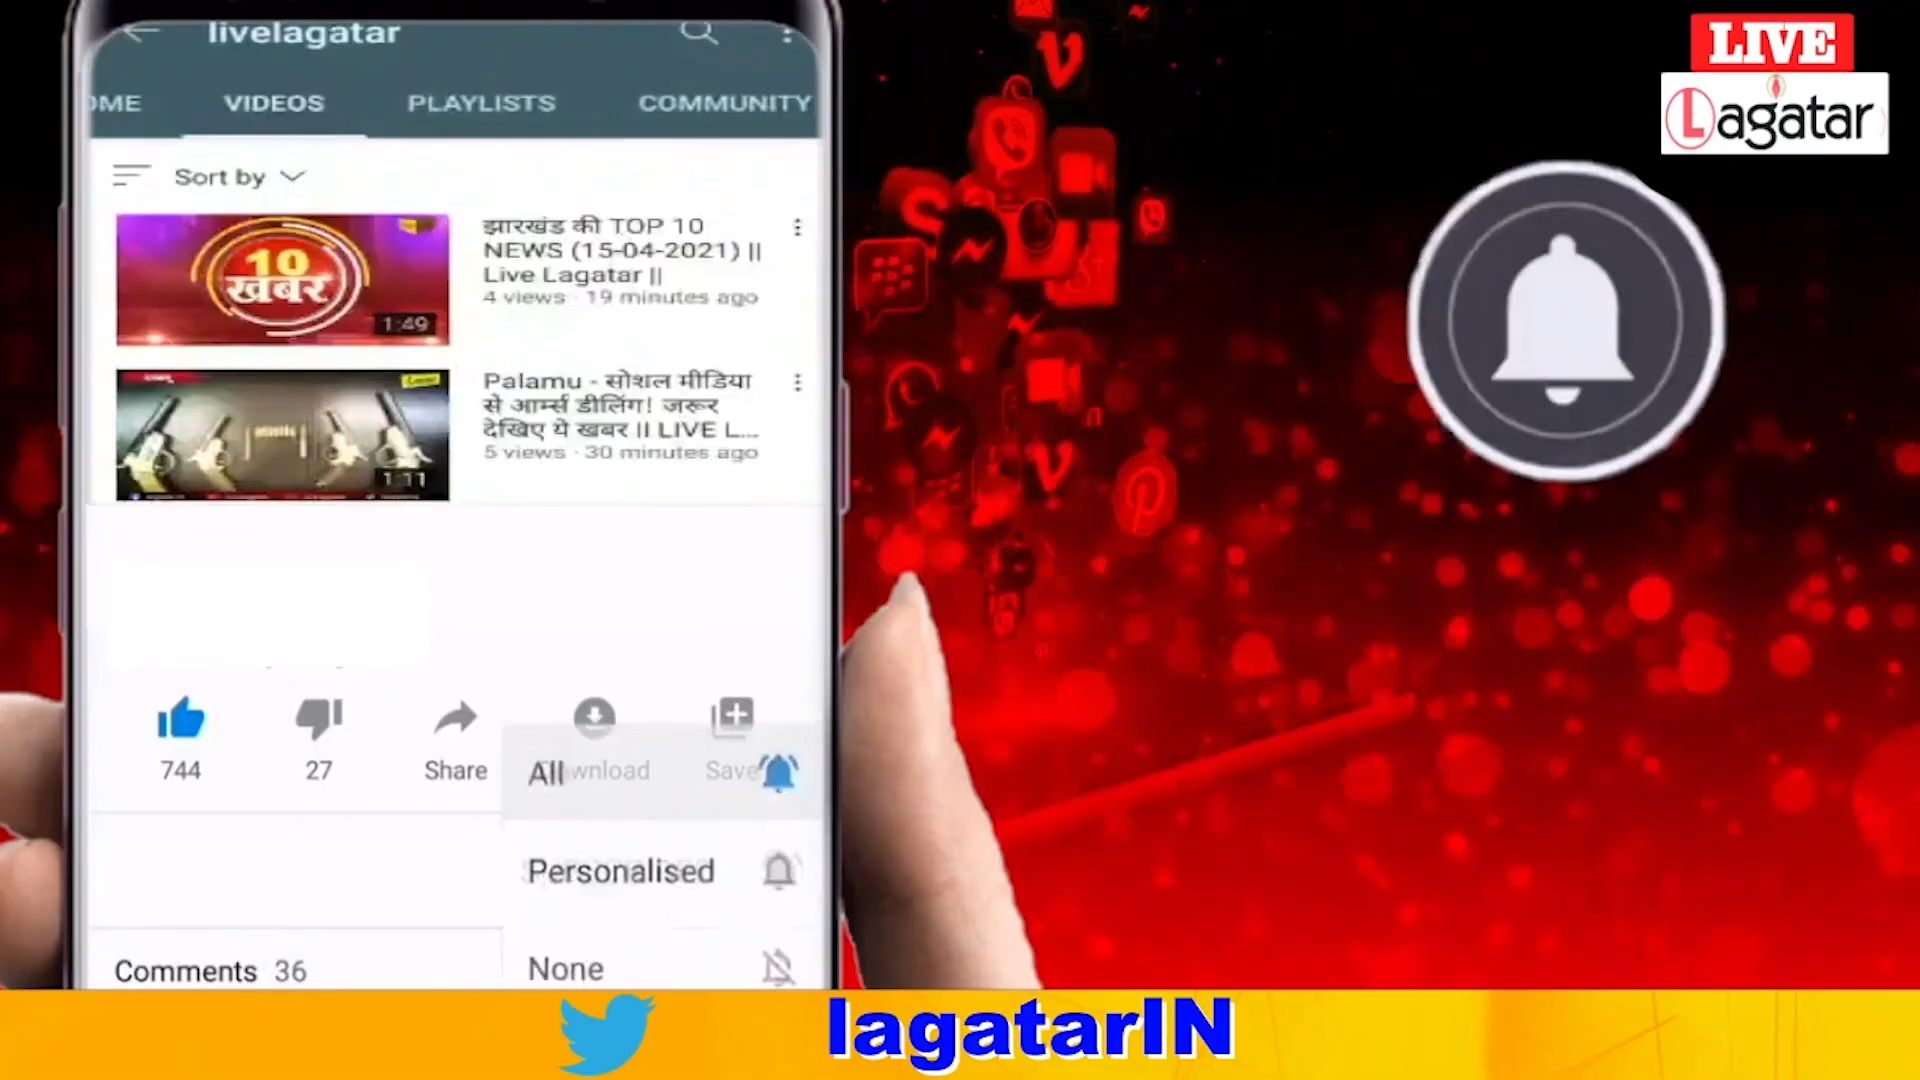 livelagatar
OME VIDEOS PLAYLISTS COMMUNITY
Sort by
10
खबर
1:49
झारखंड की TOP 10
NEWS (15-04-2021) ||
Live Lagatar ||
4 views · 19 minutes ago
1:11
Palamu - सोशल मीडिया
से आर्म्स डीलिंग! जरूर
देखिए ये खबर II LIVE L...
5 views · 30 minutes ago
744 27 Share Save
All
Personalised
None
Comments 36
LIVE
Lagatar
lagatarIN